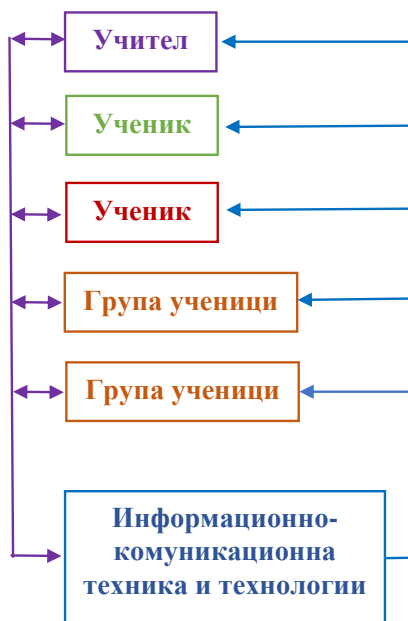 Учител
Ученик
Ученик
Група ученици
Група ученици
Информационно-
комуникационна
техника и технологии